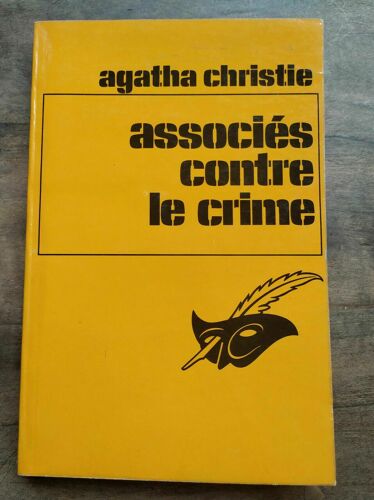 agatha christie
associés
contre
le crime